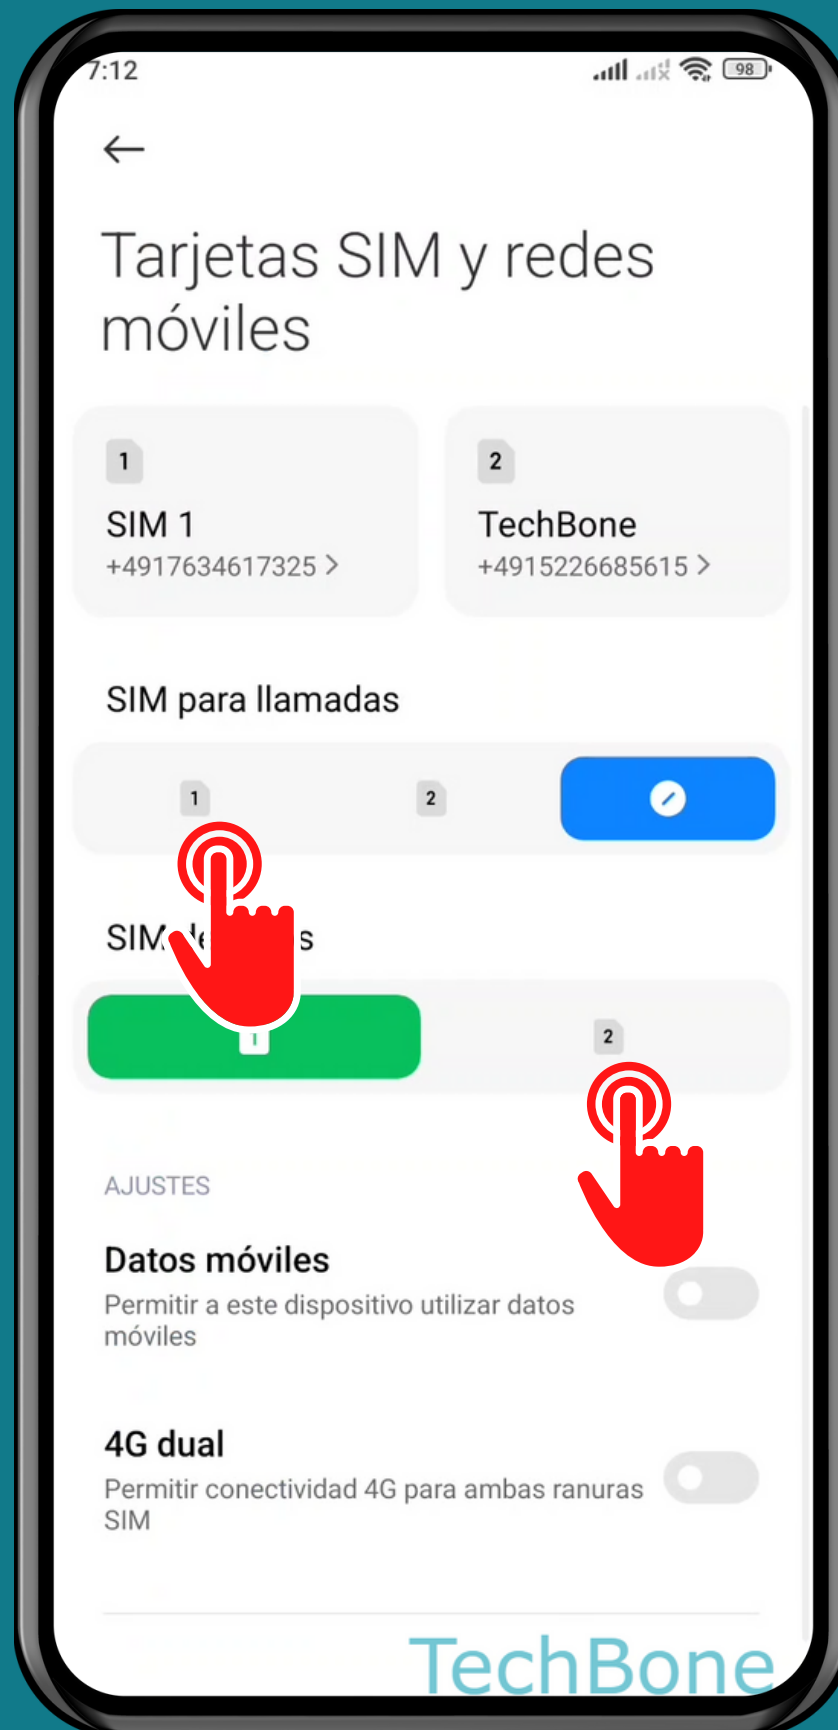 7:12
98
Tarjetas SIM y redes
móviles
1
2
SIM 1
TechBone
+4917634617325
+4915226685615
SIM para llamadas
1
2
SIM
s
1
2
AJUSTES
Datos móviles
Permitir a este dispositivo utilizar datos
móviles
4G dual
Permitir conectividad 4G para ambas ranuras
SIM
TechBone